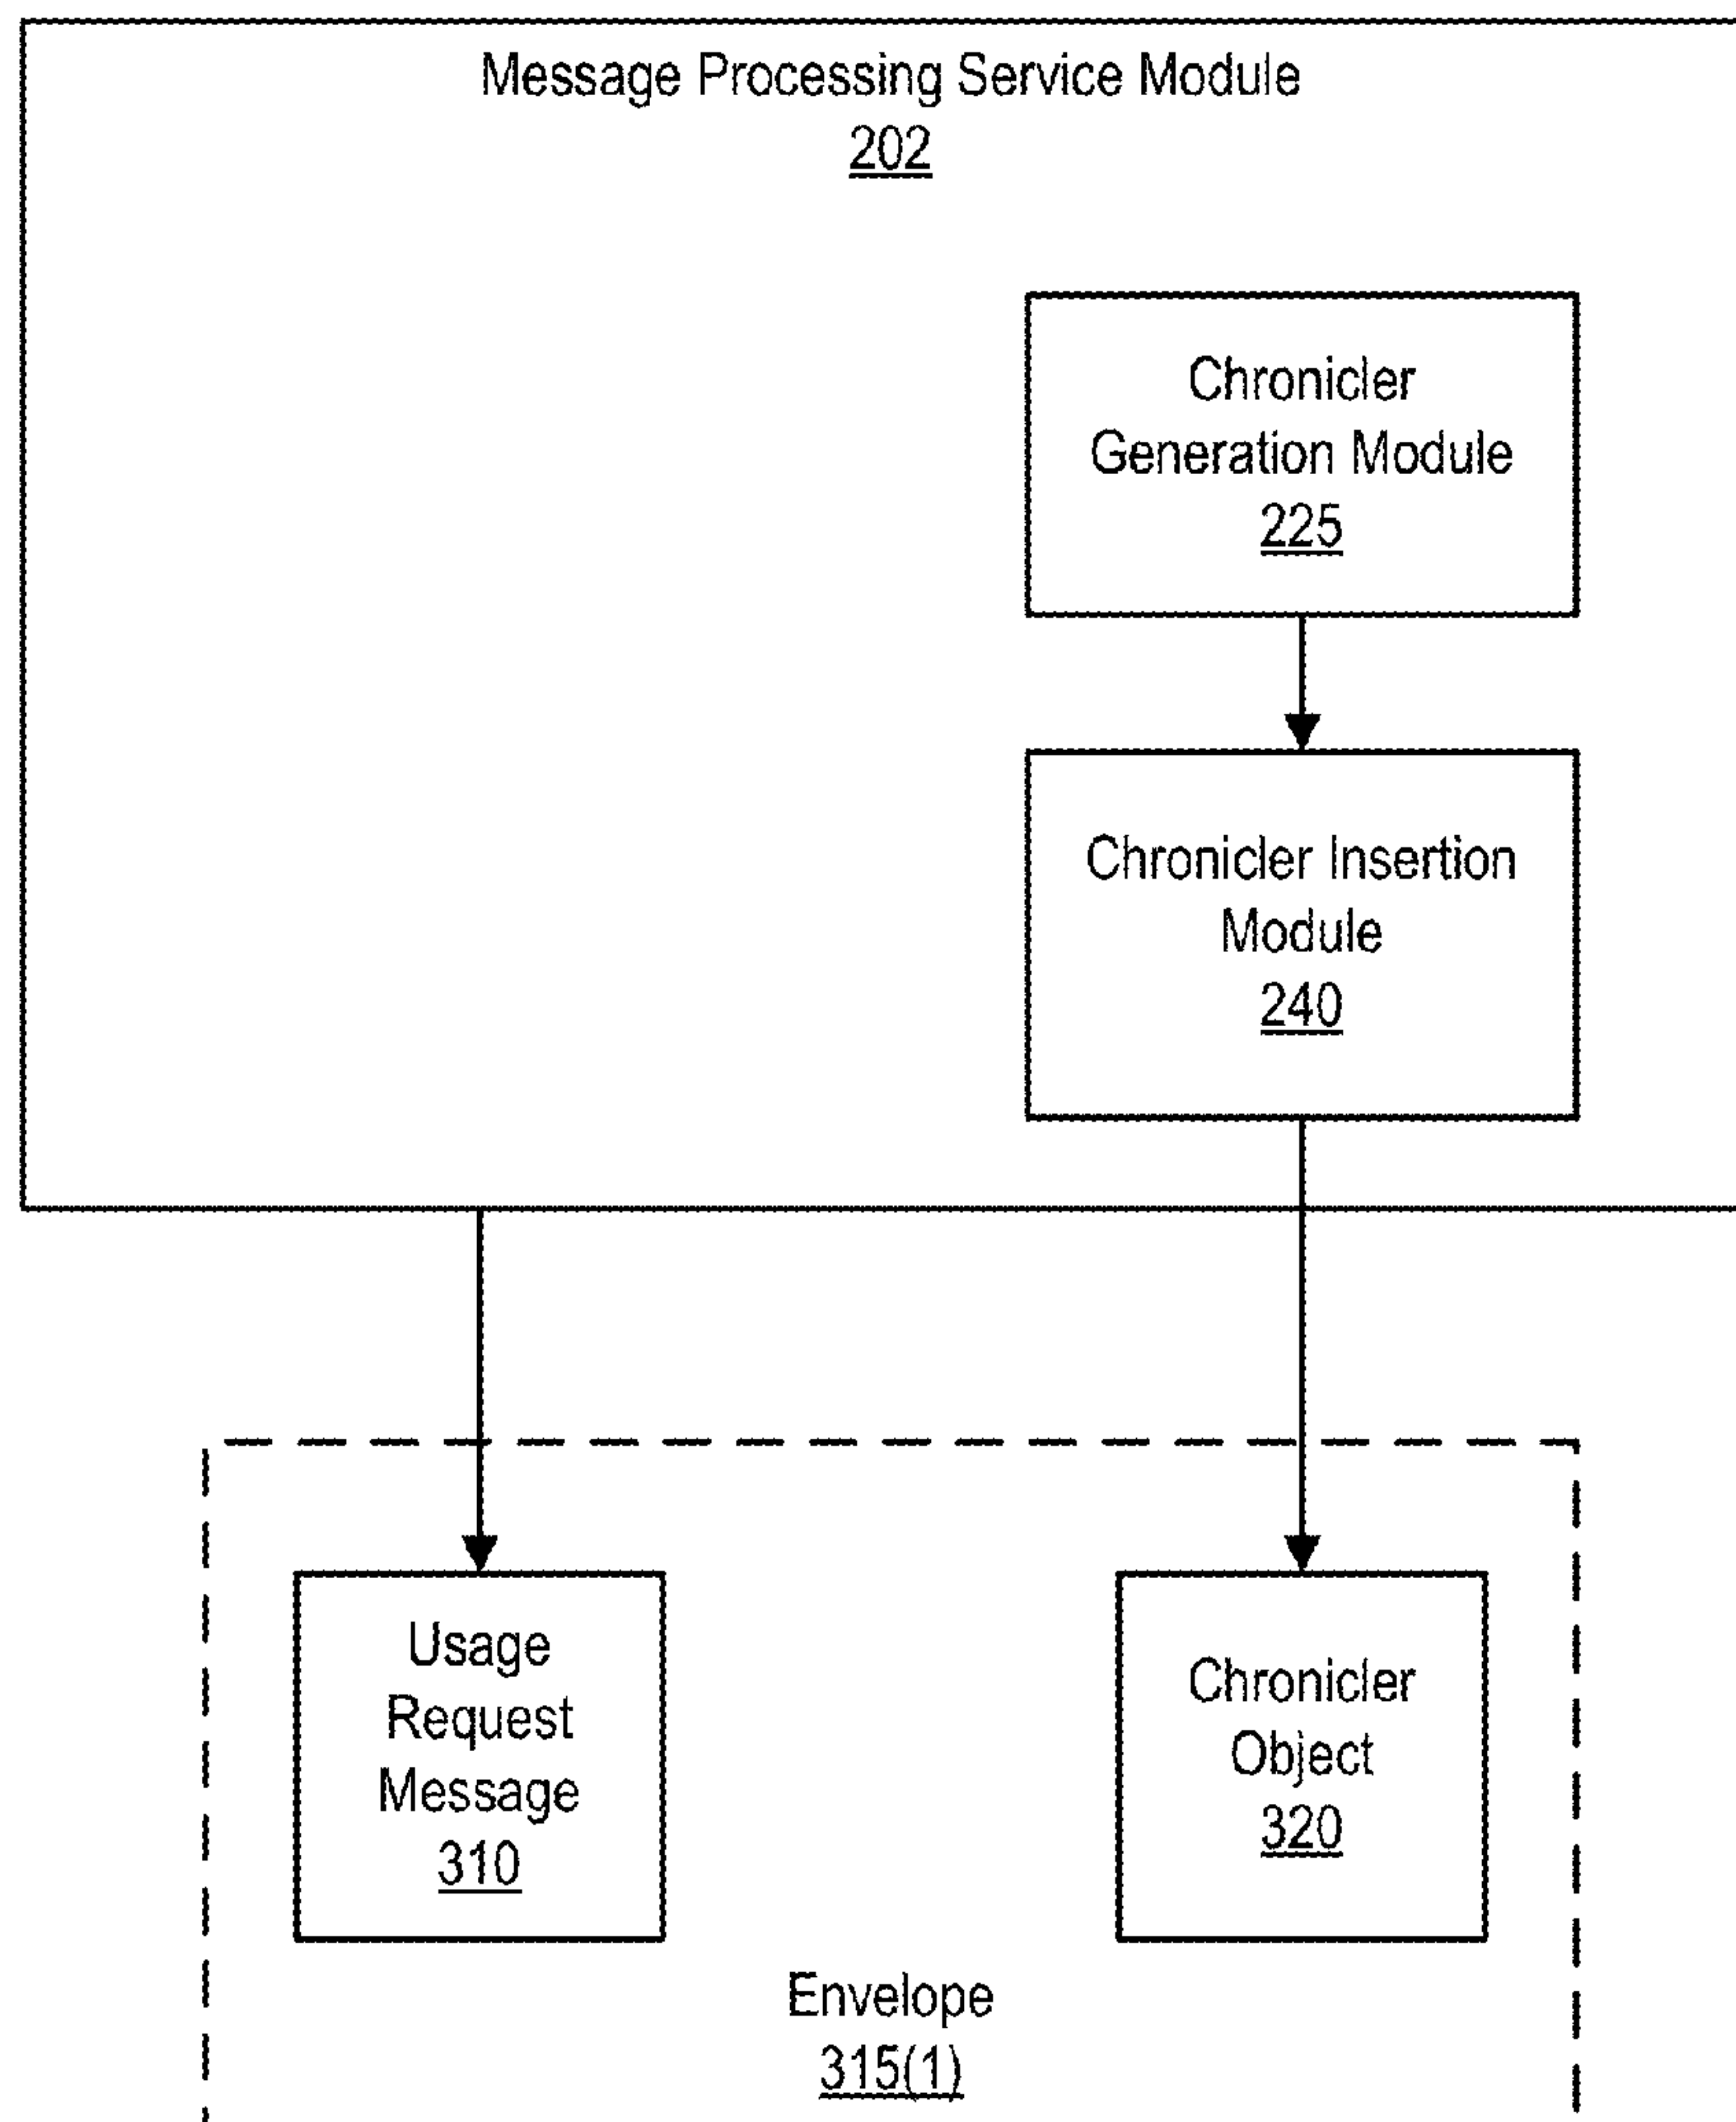 Message Processing Service Module
202
Chronicler
Generation Module
225
Chronicler Insertion
Module
240
Usage
Request
Message
310
Chronicler
Object
320
Envelope
315(1)